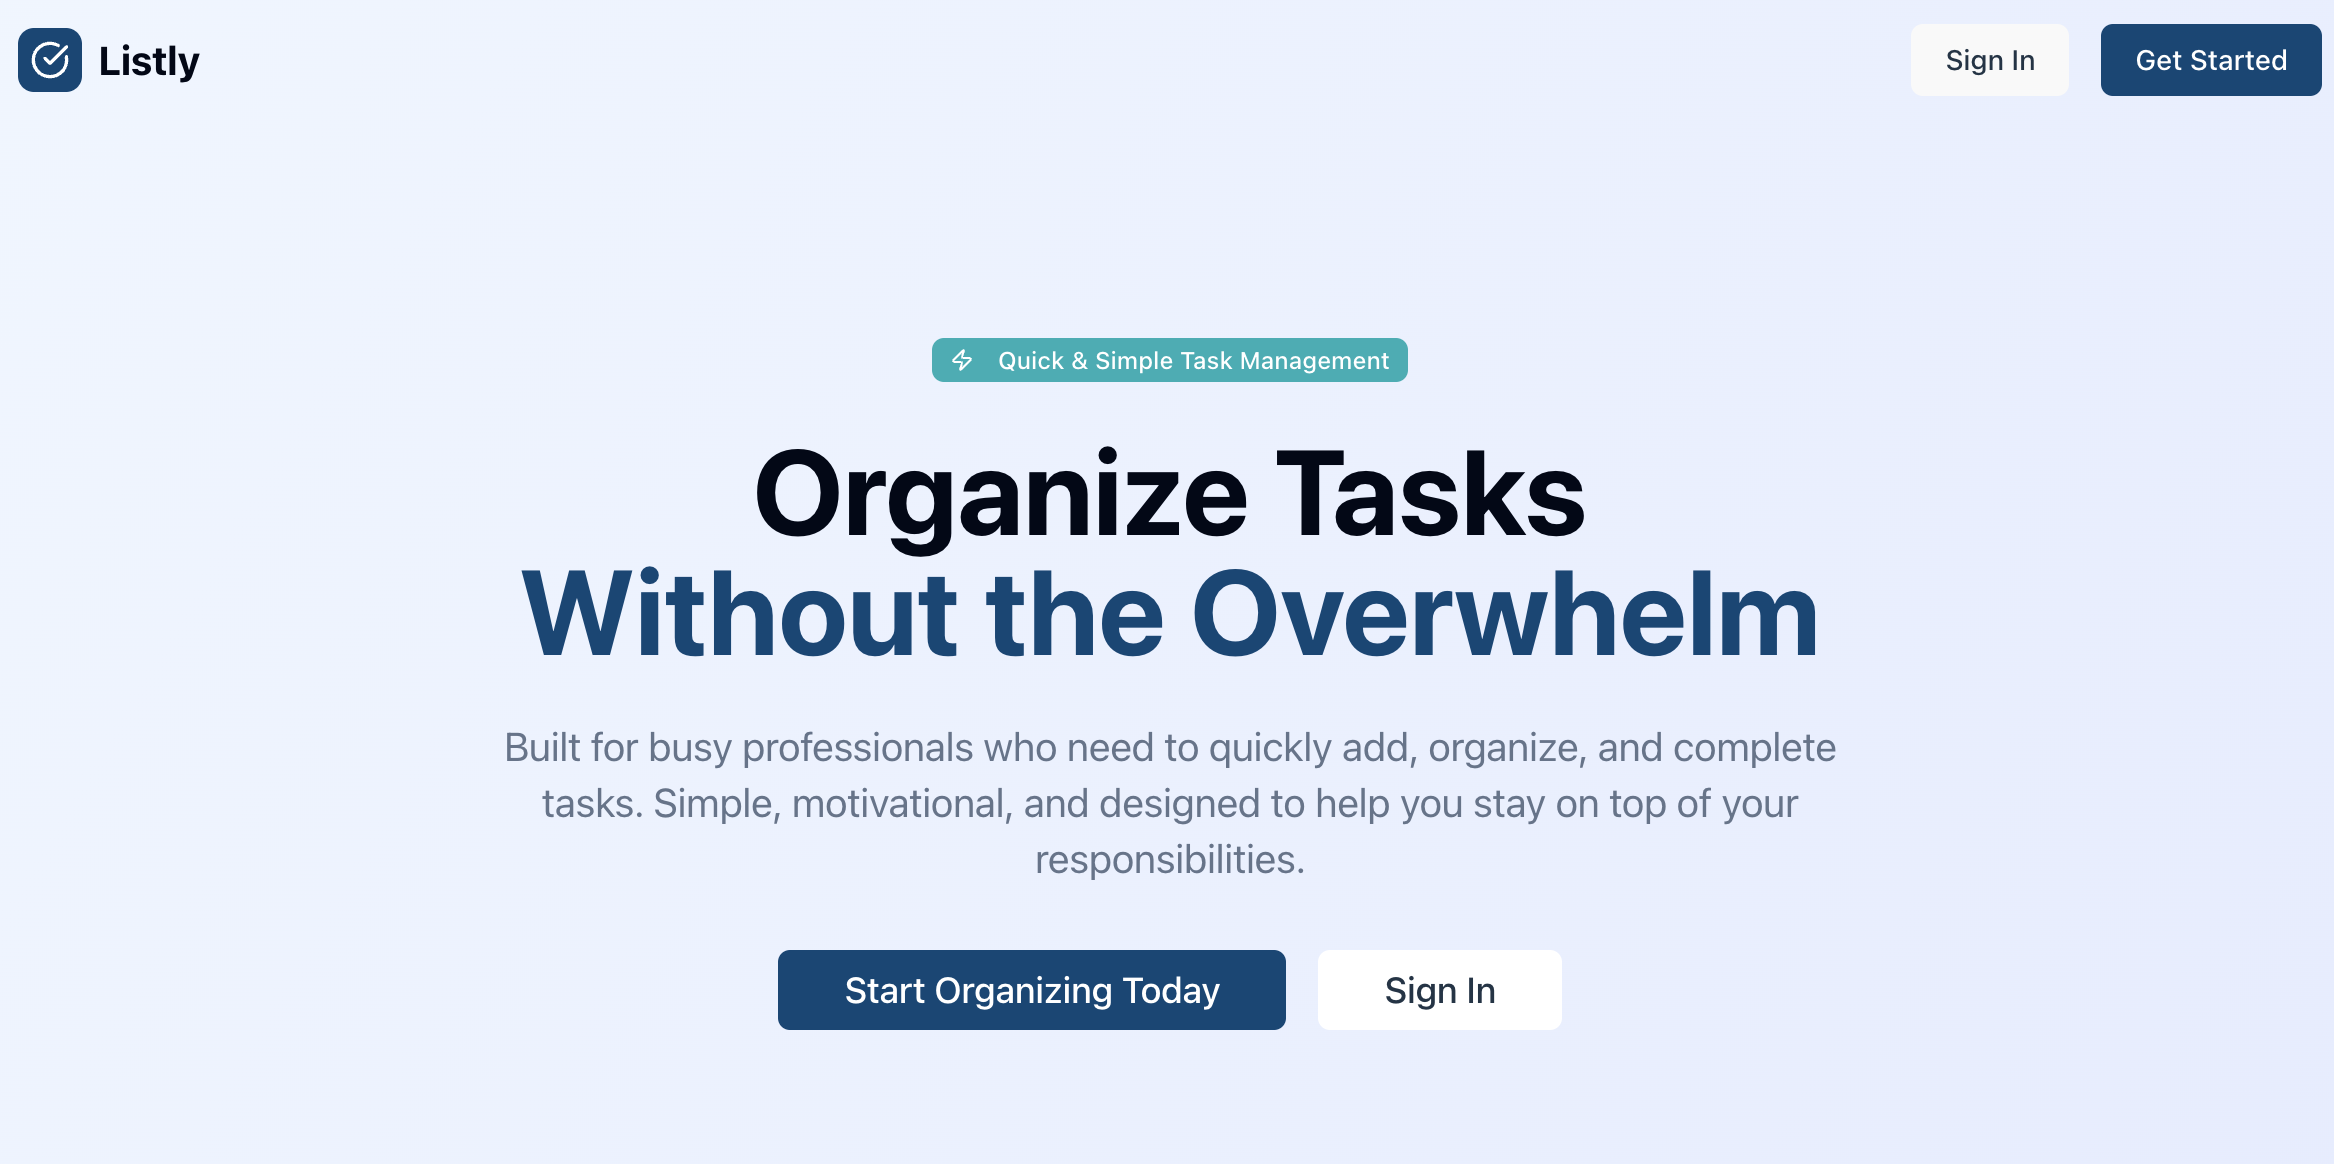 Listly
Sign In
Get Started
Quick & Simple Task Management
Organize Tasks
Without the Overwhelm
Built for busy professionals who need to quickly add, organize, and complete
tasks. Simple, motivational, and designed to help you stay on top of your
responsibilities.
Start Organizing Today
Sign In